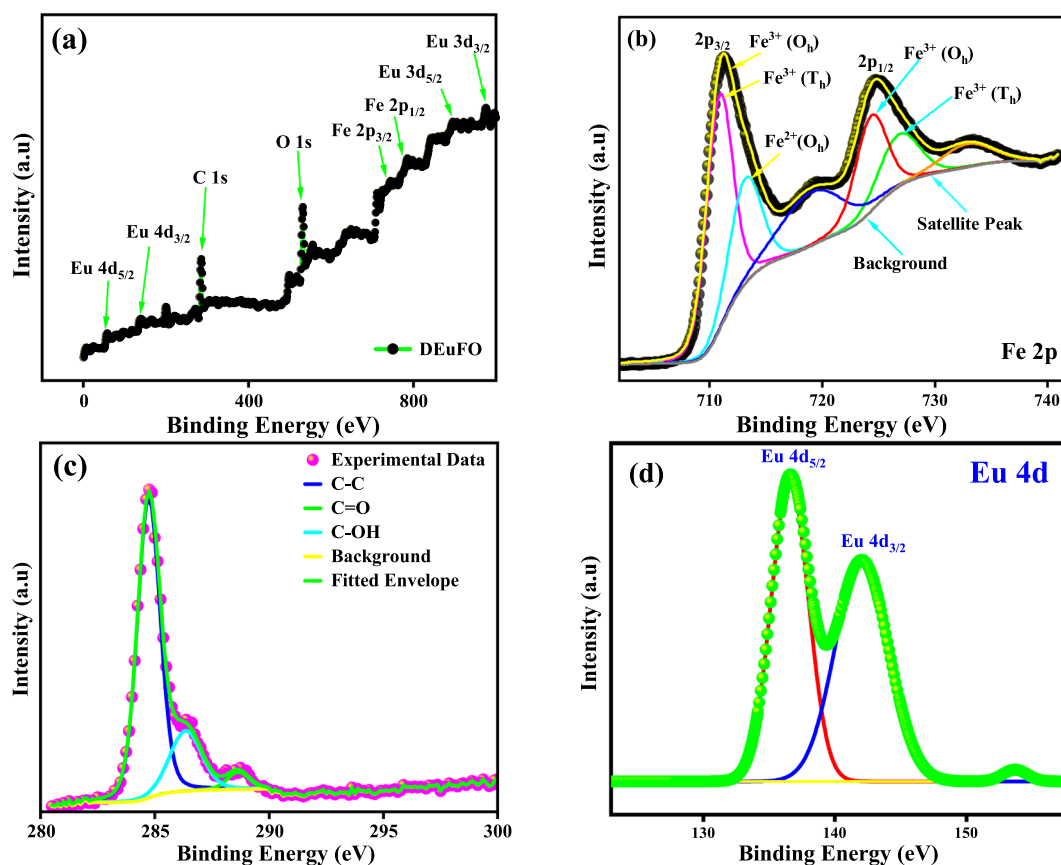 (a)
Eu 3d3/2
Eu 3d5/2
Fe 2p1/2
Fe 2p3/2
O 1s
C 1s
Eu 4d3/2
Eu 4d5/2
DEuFO
Intensity (a.u)
0 200 400 600 800
Binding Energy (eV)
(b)
2p3/2
Fe³⁺ (Oh)
Fe³⁺ (Th)
Fe²⁺(Oh)
2p1/2
Fe³⁺ (Oh)
Fe³⁺ (Th)
Satellite Peak
Background
Fe 2p
Intensity (a.u)
710 720 730 740
Binding Energy (eV)
(c)
Experimental Data
C-C
C=O
C-OH
Background
Fitted Envelope
Intensity (a.u)
280 285 290 295 300
Binding Energy (eV)
(d)
Eu 4d5/2
Eu 4d3/2
Eu 4d
Intensity (a.u)
130 140 150
Binding Energy (eV)